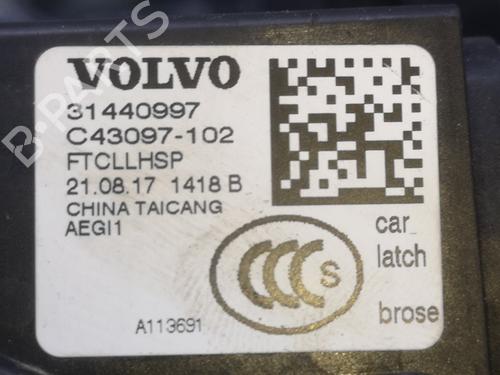 VOLVO
31440997
C43097-102
FTCLLHSP
21.08.17 1418 B
CHINA TAICANG
AEGI1
CCC S
car
latch
brose
A113691
B-PARTS